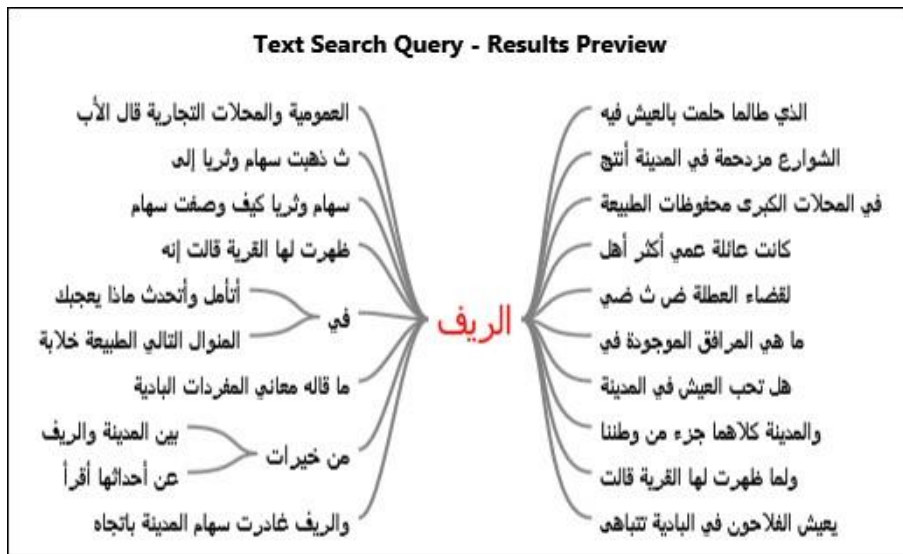 Text Search Query - Results Preview
الذي طالما حلمت بالعيش فيه
الشوارع مزدحمة في المدينة أنتج
في المحلات الكبرى محفوظات الطبيعة
كانت عائلة عمي أكثر أهل
لقضاء العطلة ض ث ضي
ما هي المرافق الموجودة في
هل تحب العيش في المدينة
والمدينة كلاهما جزء من وطننا
ولما ظهرت لها القرية قالت
يعيش الفلاحون في البادية تتباهى
الريف
العمومية والمحلات التجارية قال الأب
ث ذهبت سهام وثريا إلى
سهام وثريا كيف وصفت سهام
ظهرت لها القرية قالت إنه
في
أتأمل وأتحدث ماذا يعجبك
المنوال التالي الطبيعة خلابة
ما قاله معاني المفردات البادية
من خيرات
بين المدينة والريف
عن أحداثها أقرأ
والريف غادرت سهام المدينة باتجاه